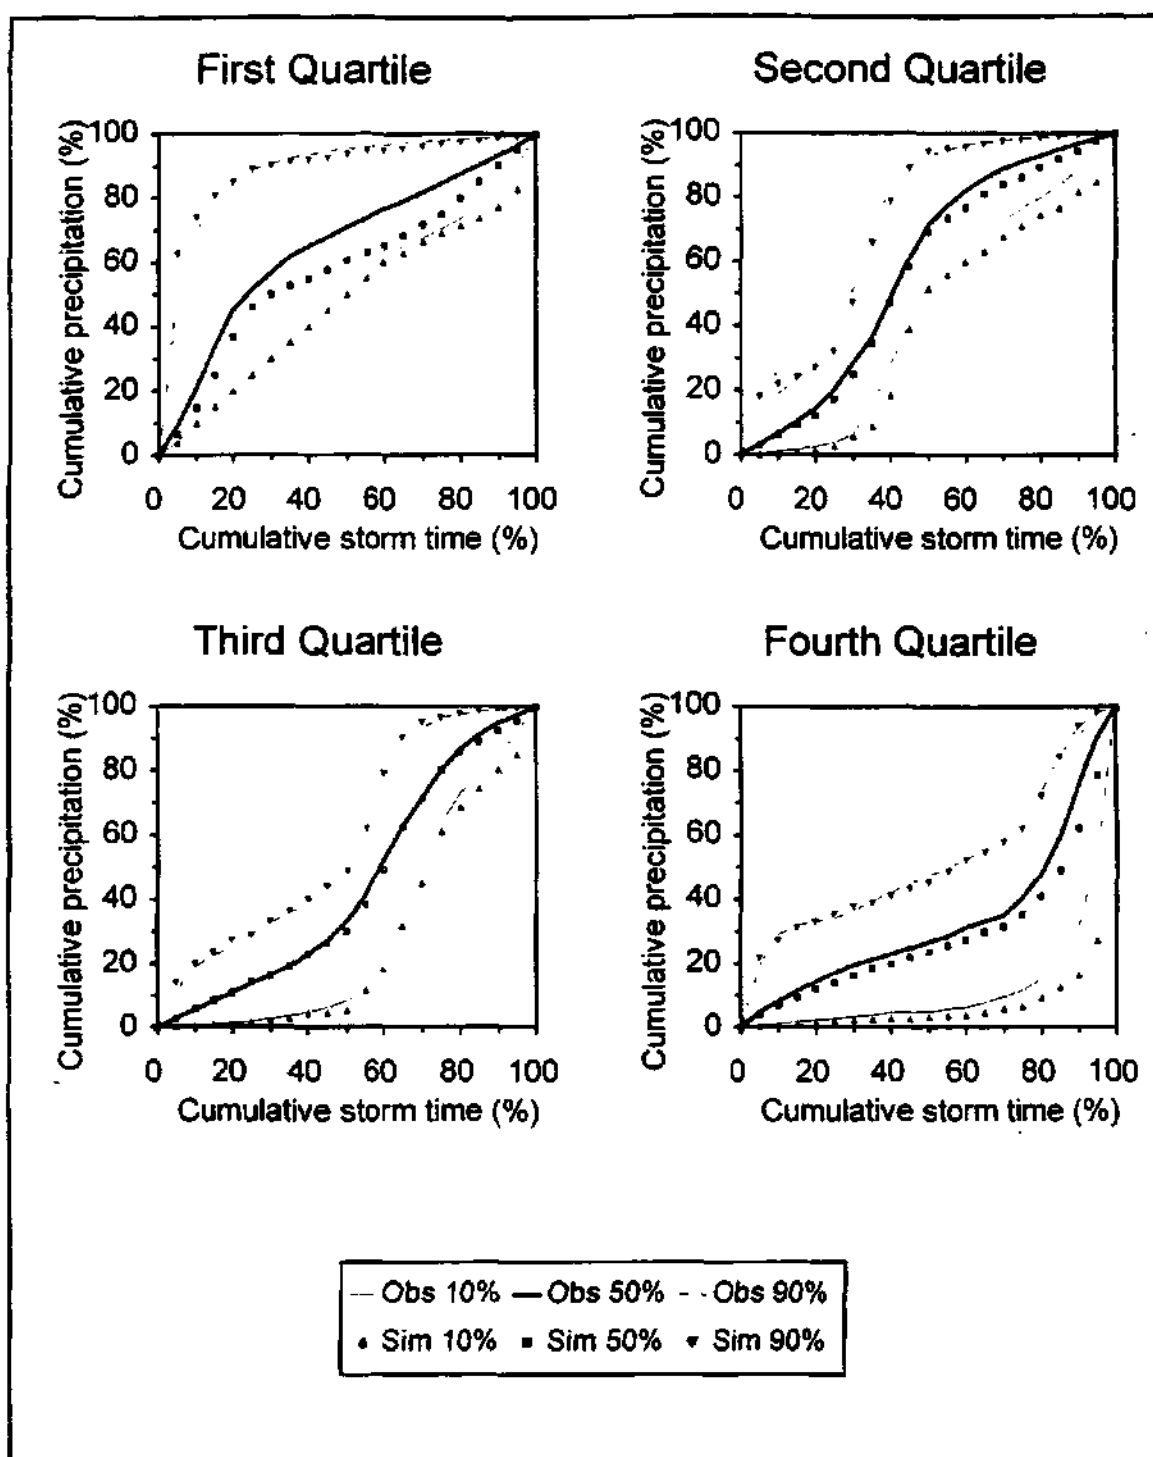 First Quartile
Second Quartile
Cumulative precipitation (%)
100
80
60
40
20
0
0 20 40 60 80 100
Cumulative storm time (%)
Cumulative precipitation (%)
100
80
60
40
20
0
0 20 40 60 80 100
Cumulative storm time (%)
Third Quartile
Fourth Quartile
Cumulative precipitation (%)
100
80
60
40
20
0
0 20 40 60 80 100
Cumulative storm time (%)
Cumulative precipitation (%)
100
80
60
40
20
0
0 20 40 60 80 100
Cumulative storm time (%)
Obs 10% Obs 50% Obs 90%
Sim 10% Sim 50% Sim 90%